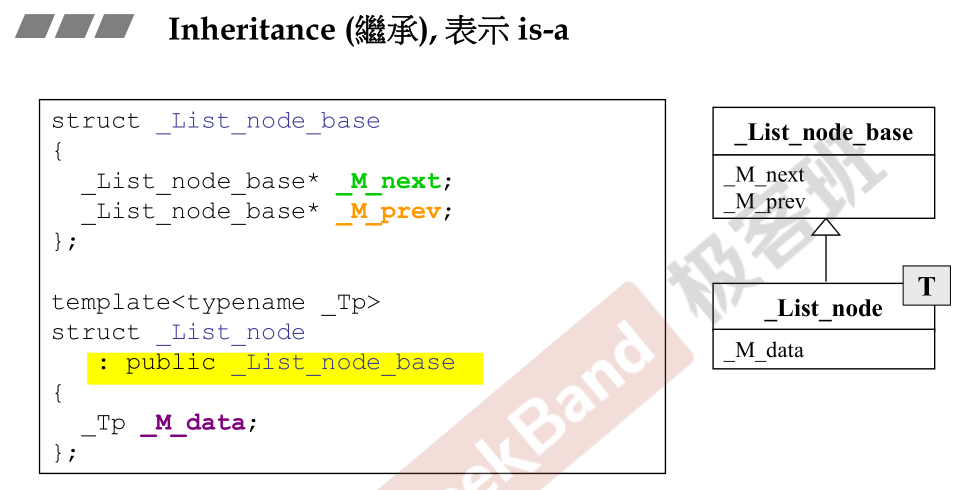 Inheritance (繼承), 表示 is-a
struct _List_node_base
{
_List_node_base* _M_next;
_List_node_base* _M_prev;
};
template<typename _Tp>
struct _List_node
: public _List_node_base
{
_Tp _M_data;
};
_List_node_base
_M_next
_M_prev
T
_List_node
_M_data
eekBand 极客班